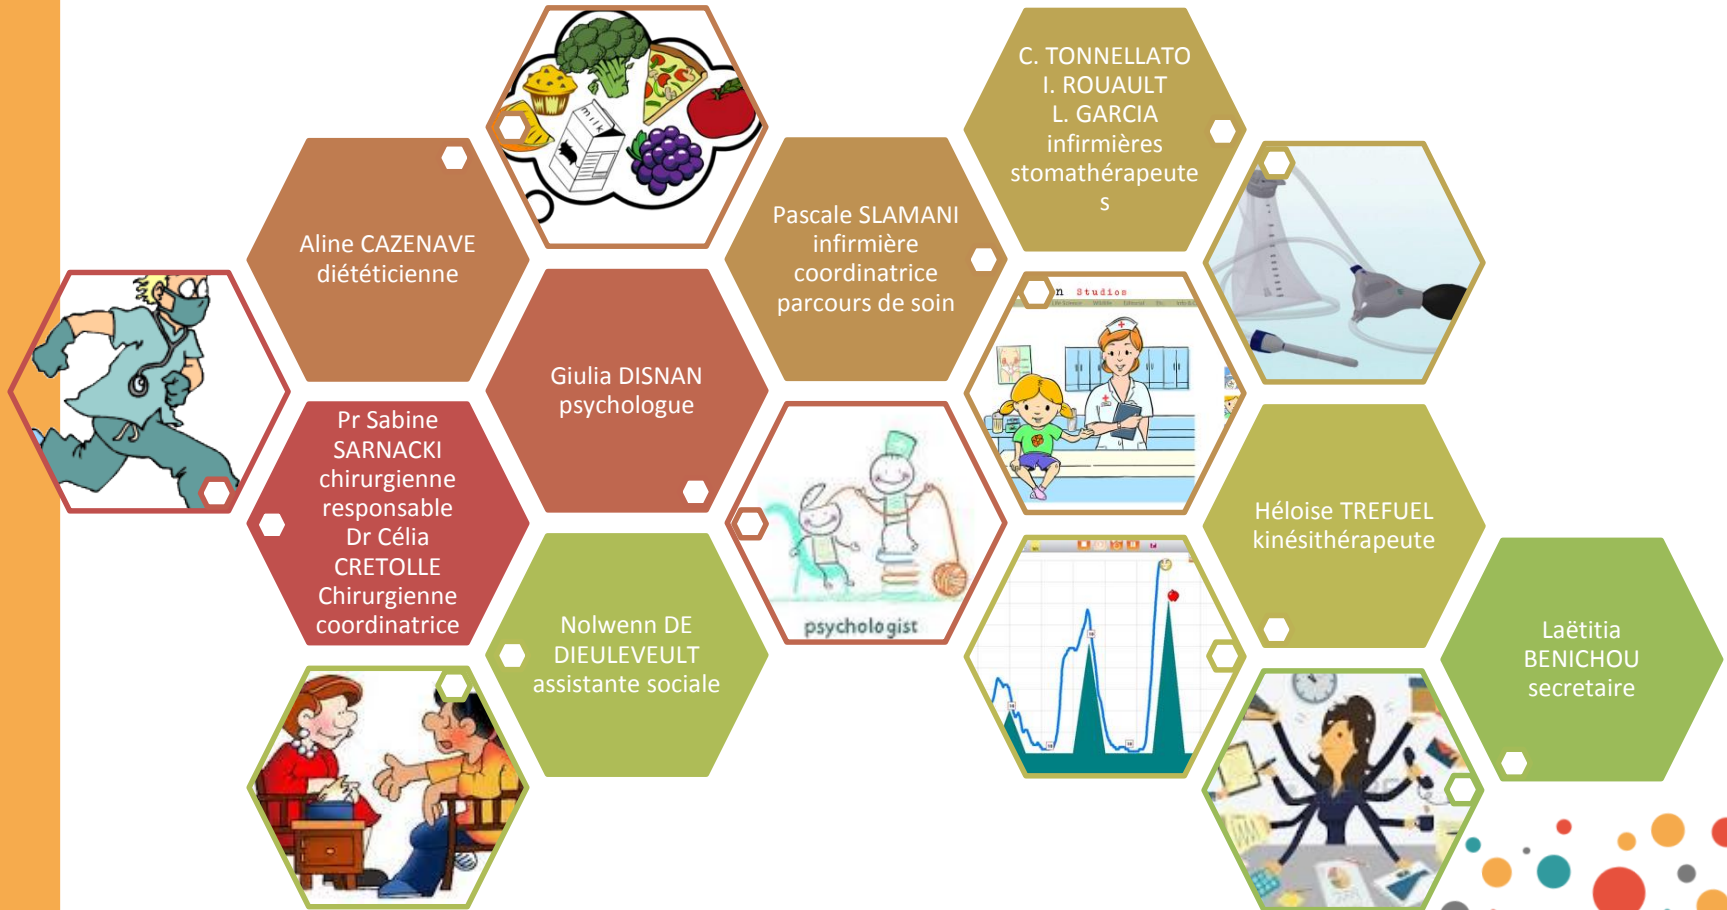 C. TONNELLATO
I. ROUAULT
L. GARCIA
infirmières
stomathérapeute
s
milk
Aline CAZENAVE
diététicienne
Pascale SLAMANI
infirmière
coordinatrice
parcours de soin
Giulia DISNAN
psychologue
n Studios
Pr Sabine
SARNACKI
chirurgienne
responsable
Dr Célia
CRETOLLE
Chirurgienne
coordinatrice
psychologist
Héloise TREFUEL
kinésithérapeute
Nolwenn DE
DIEULEVEULT
assistante sociale
Laëtitia
BENICHOU
secretaire